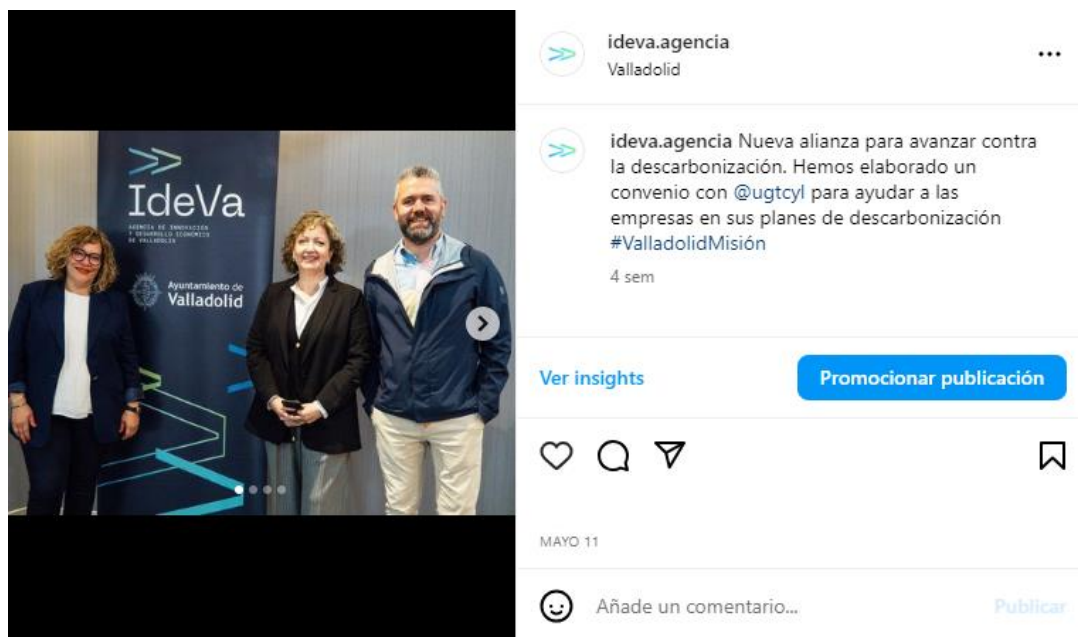 IdeVa
AGENCIA DE INNOVACIÓN
Y DESARROLLO ECONÓMICO
DE VALLADOLID
Ayuntamiento de
Valladolid
ideva.agencia
Valladolid
ideva.agencia Nueva alianza para avanzar contra
la descarbonización. Hemos elaborado un
convenio con @ugtcyl para ayudar a las
empresas en sus planes de descarbonización
#ValladolidMisión
4 sem
Ver insights
Promocionar publicación
MAYO 11
Añade un comentario...
Publicar